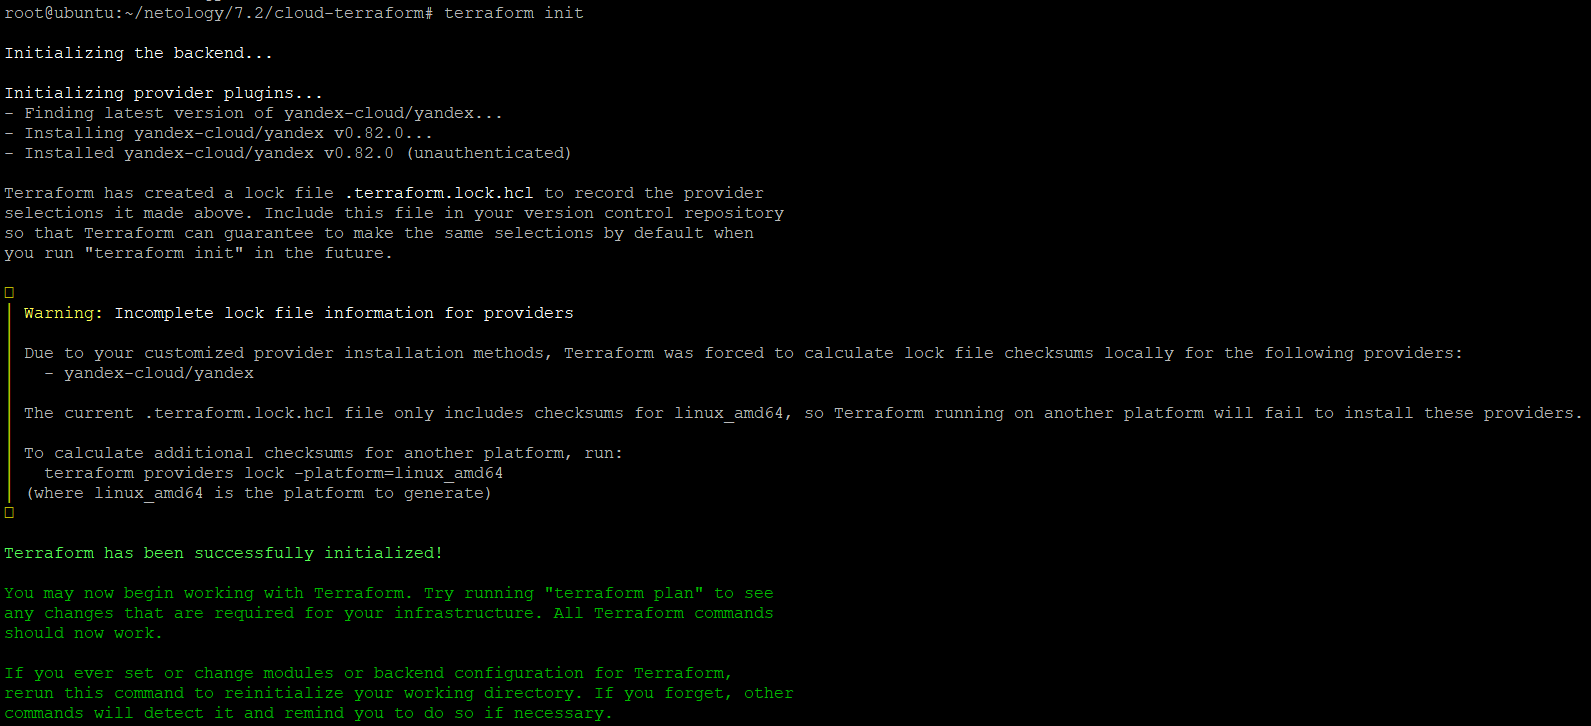 root@ubuntu:~/netology/7.2/cloud-terraform# terraform init
Initializing the backend...
Initializing provider plugins...
- Finding latest version of yandex-cloud/yandex...
- Installing yandex-cloud/yandex v0.82.0...
- Installed yandex-cloud/yandex v0.82.0 (unauthenticated)
Terraform has created a lock file .terraform.lock.hcl to record the provider
selections it made above. Include this file in your version control repository
so that Terraform can guarantee to make the same selections by default when
you run "terraform init" in the future.
Warning: Incomplete lock file information for providers
Due to your customized provider installation methods, Terraform was forced to calculate lock file checksums locally for the following providers:
- yandex-cloud/yandex
The current .terraform.lock.hcl file only includes checksums for linux_amd64, so Terraform running on another platform will fail to install these providers.
To calculate additional checksums for another platform, run:
terraform providers lock -platform=linux_amd64
(where linux_amd64 is the platform to generate)
Terraform has been successfully initialized!
You may now begin working with Terraform. Try running "terraform plan" to see
any changes that are required for your infrastructure. All Terraform commands
should now work.
If you ever set or change modules or backend configuration for Terraform,
rerun this command to reinitialize your working directory. If you forget, other
commands will detect it and remind you to do so if necessary.